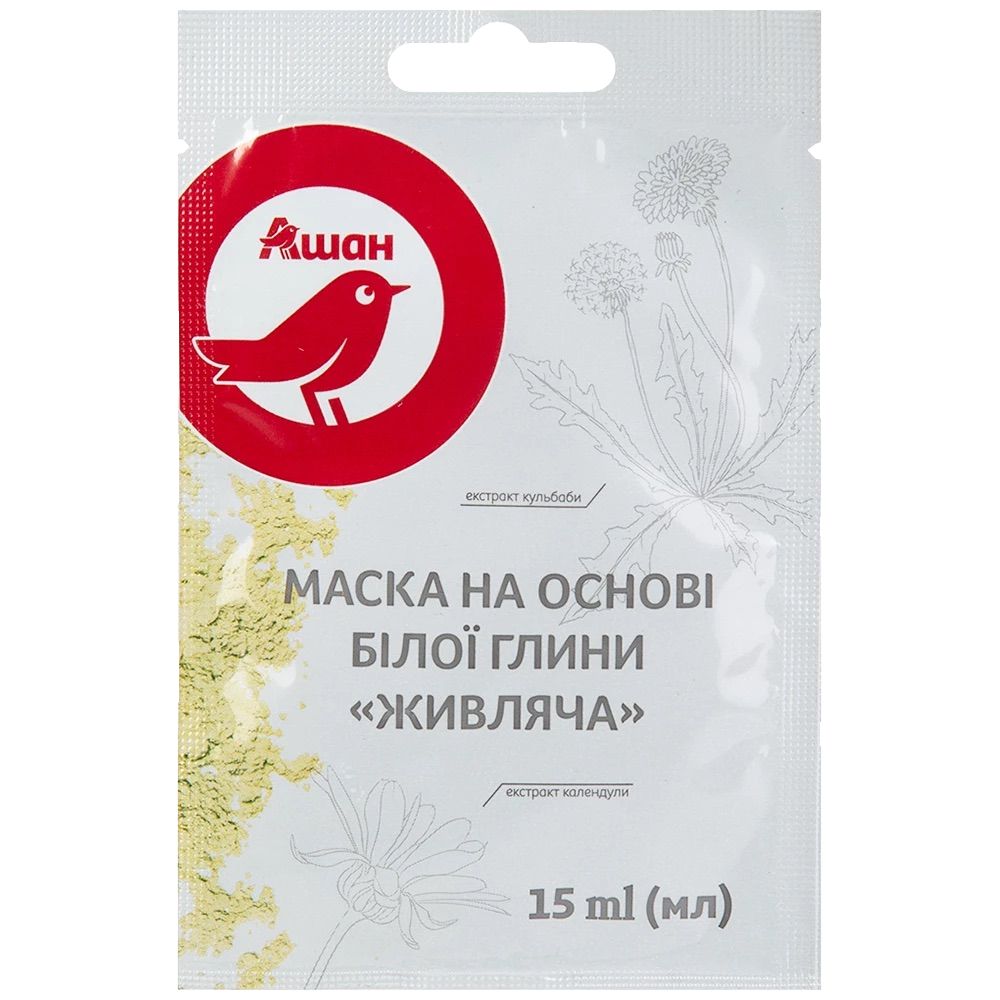 Ашан
екстракт кульбаби
МАСКА НА ОСНОВІ
БІЛОЇ ГЛИНИ
«ЖИВЛЯЧА»
екстракт календули
15 ml (мл)